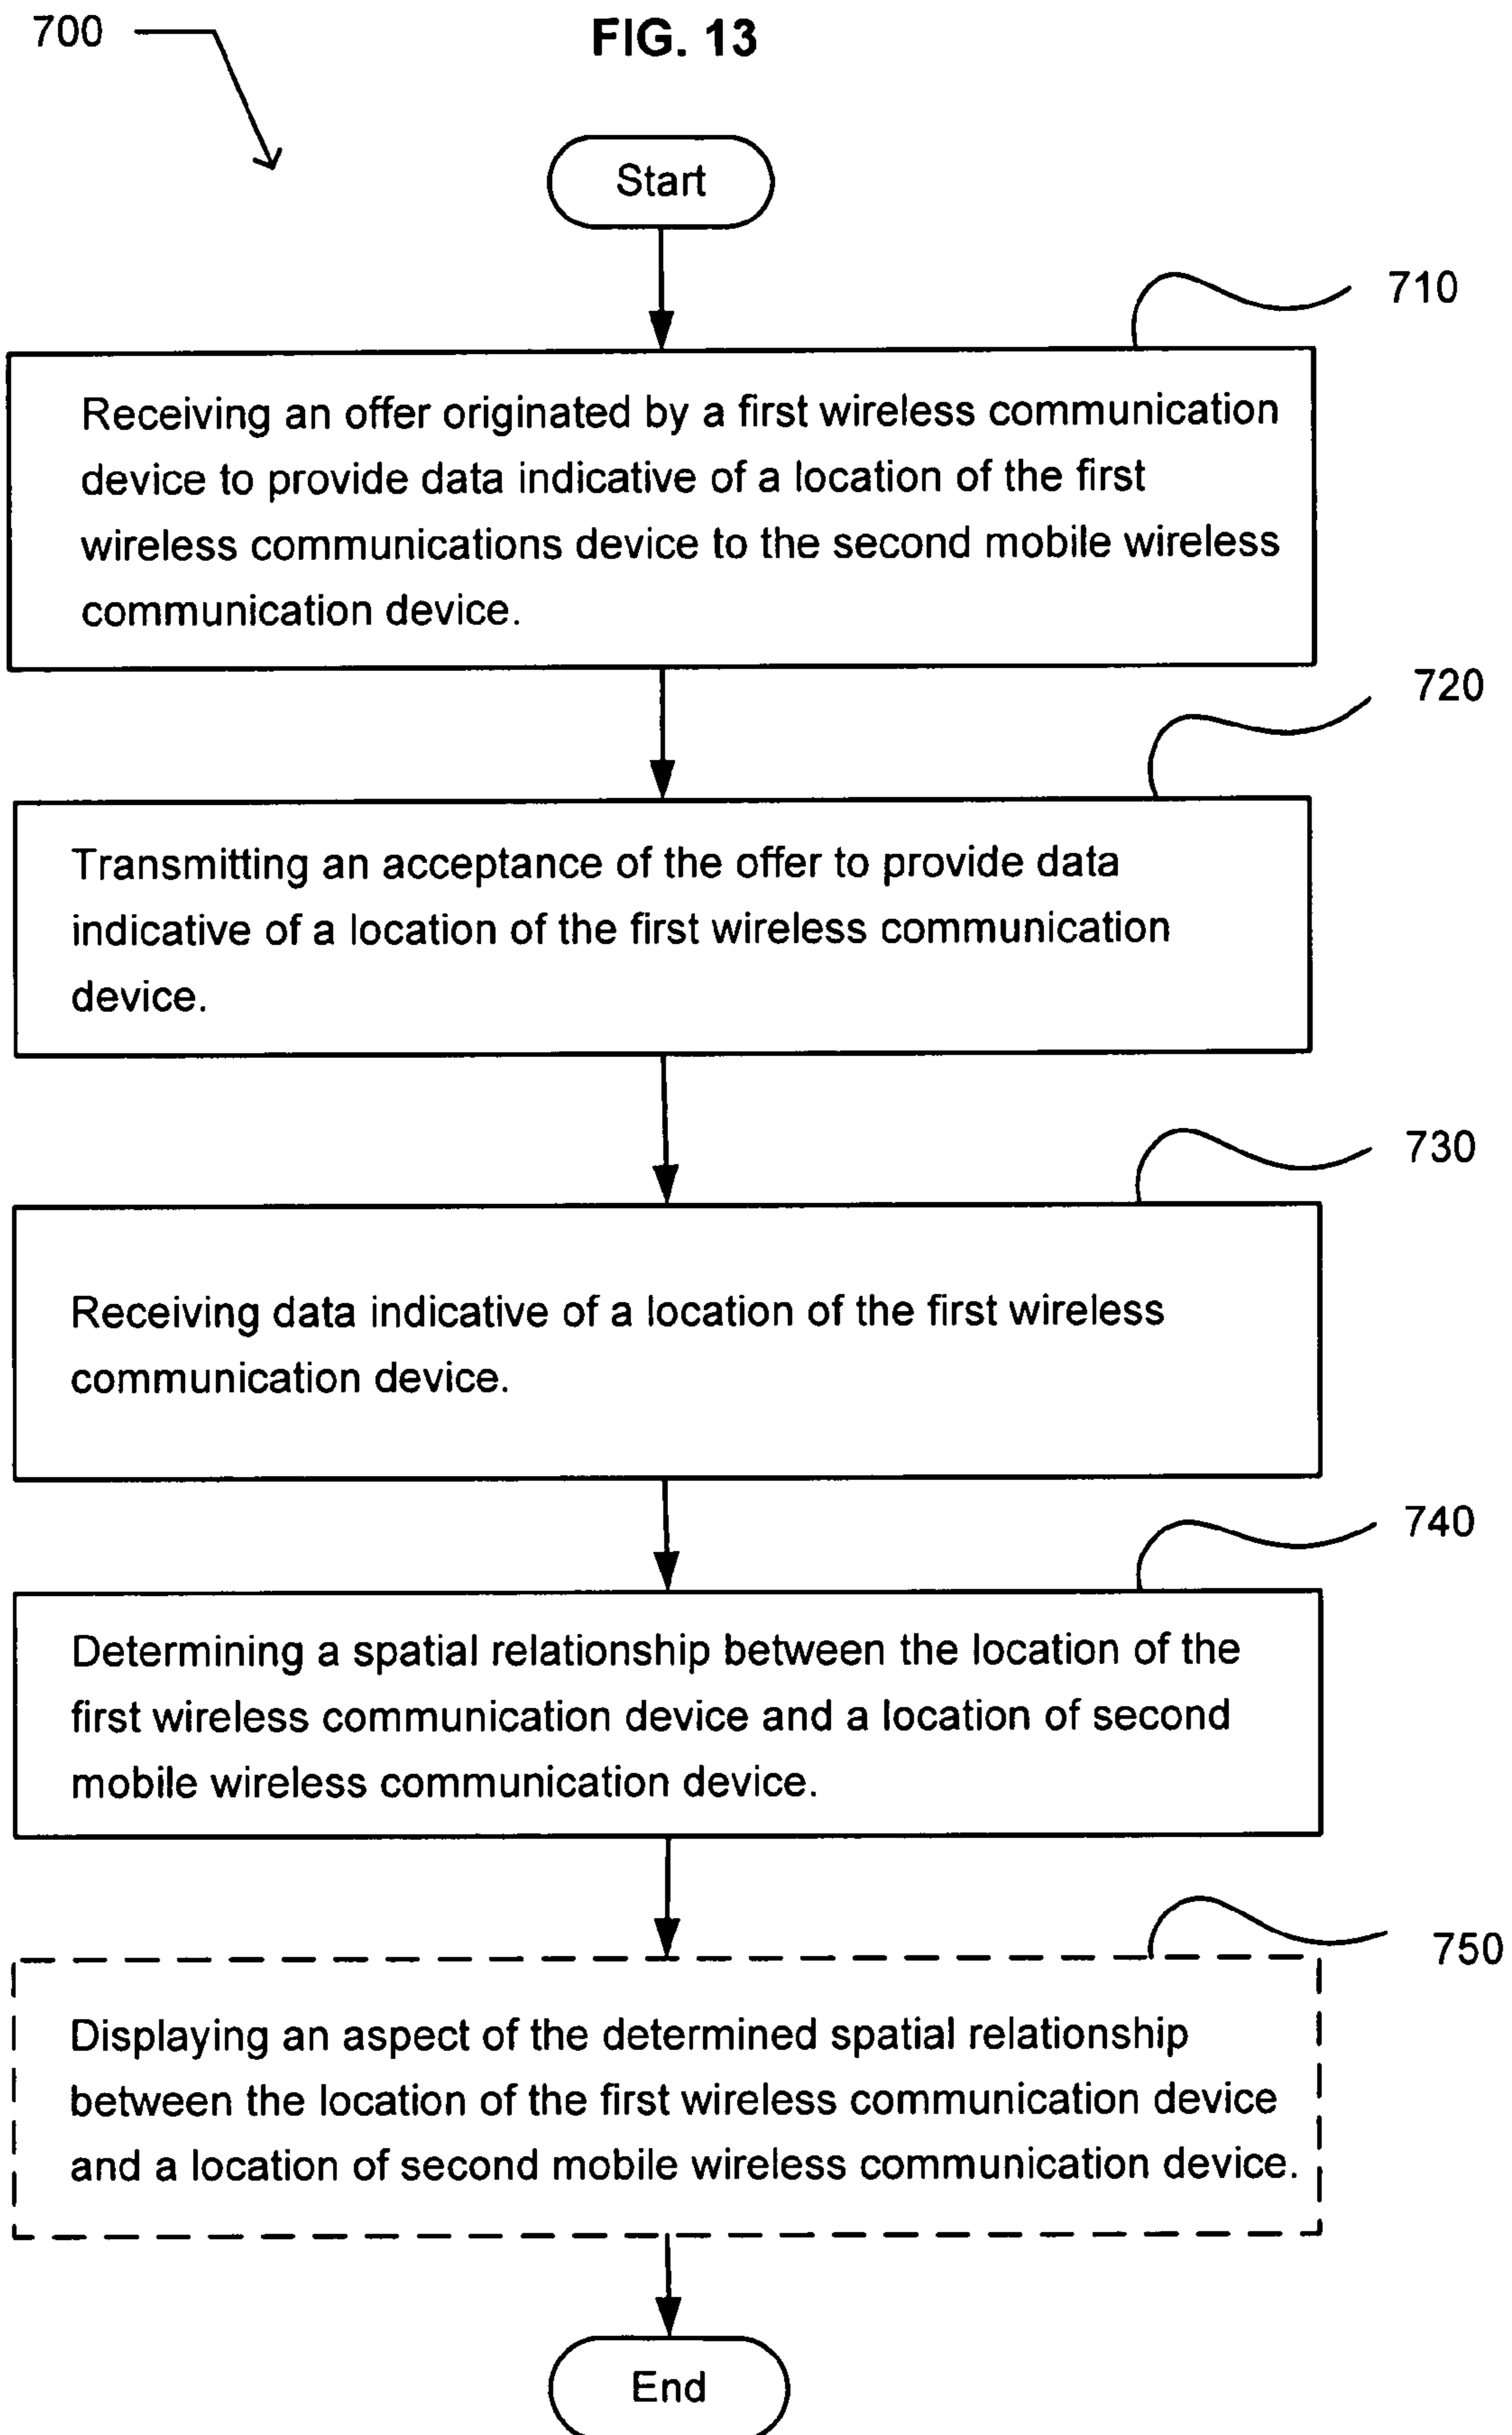 700
FIG. 13
Start
710
Receiving an offer originated by a first wireless communication
device to provide data indicative of a location of the first
wireless communications device to the second mobile wireless
communication device.
720
Transmitting an acceptance of the offer to provide data
indicative of a location of the first wireless communication
device.
730
Receiving data indicative of a location of the first wireless
communication device.
740
Determining a spatial relationship between the location of the
first wireless communication device and a location of second
mobile wireless communication device.
750
Displaying an aspect of the determined spatial relationship
between the location of the first wireless communication device
and a location of second mobile wireless communication device.
End